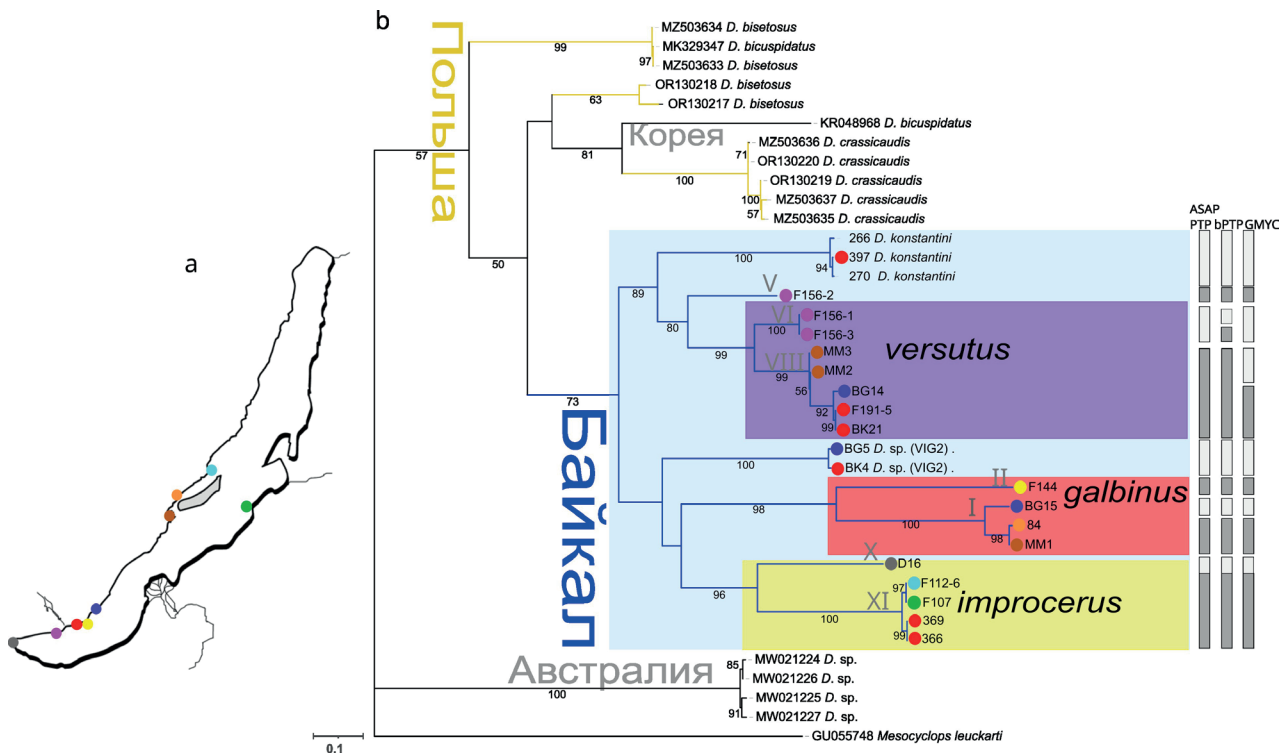 b
Польша
99
MZ503634 D. bisetosus
MK329347 D. bicuspidatus
97
MZ503633 D. bisetosus
OR130218 D. bisetosus
63
OR130217 D. bisetosus
KR048968 D. bicuspidatus
Корея
57
81
71
MZ503636 D. crassicaudis
OR130220 D. crassicaudis
100
OR130219 D. crassicaudis
100
MZ503637 D. crassicaudis
57
MZ503635 D. crassicaudis
ASAP
PTP bPTP GMYC
a
50
266 D. konstantini
100
397 D. konstantini
94
270 D. konstantini
89
V
F156-2
80
VI
F156-1
100
F156-3
99
versutus
VIII
MM3
99
MM2
56
BG14
73
92
F191-5
99
BK21
Байкал
BG5 D. sp. (VIG2) .
100
BK4 D. sp. (VIG2) .
II
F144
galbinus
98
I
BG15
100
84
98
MM1
X
D16
96
97
F112-6
XI
F107
improcerus
100
369
99
366
Австралия
85
MW021224 D. sp.
MW021226 D. sp.
100
MW021225 D. sp.
91
MW021227 D. sp.
GU055748 Mesocyclops leuckarti
0.1